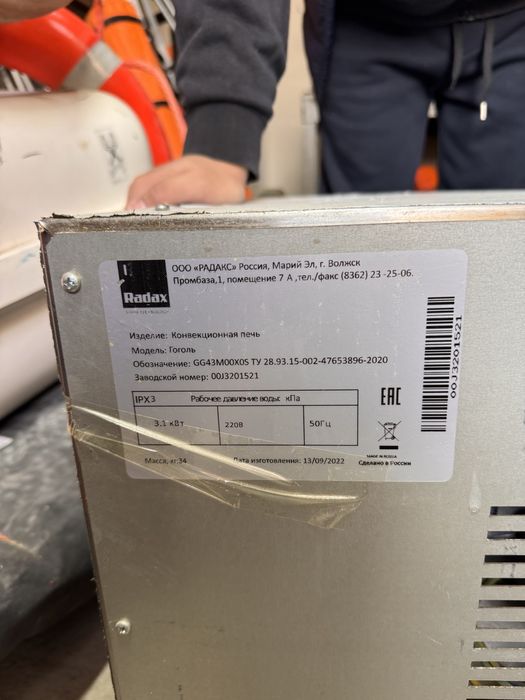 ООО «РАДАКС» Россия, Марий Эл, г. Волжск
Промбаза,1, помещение 7 А ,тел./факс (8362) 23 -25-06.
Radax
Изделие: Конвекционная печь
Модель: Гоголь
Обозначение: GG43M00X0S ТУ 28.93.15-002-47653896-2020
Заводской номер: 00J3201521
IPX3 Рабочее давление воды: кПа
3,1 кВт 220В 50Гц
EAC
00J3201521
MADE IN RUSSIA
Масса, кг:34 Дата изготовления: 13/09/2022 Сделано в России